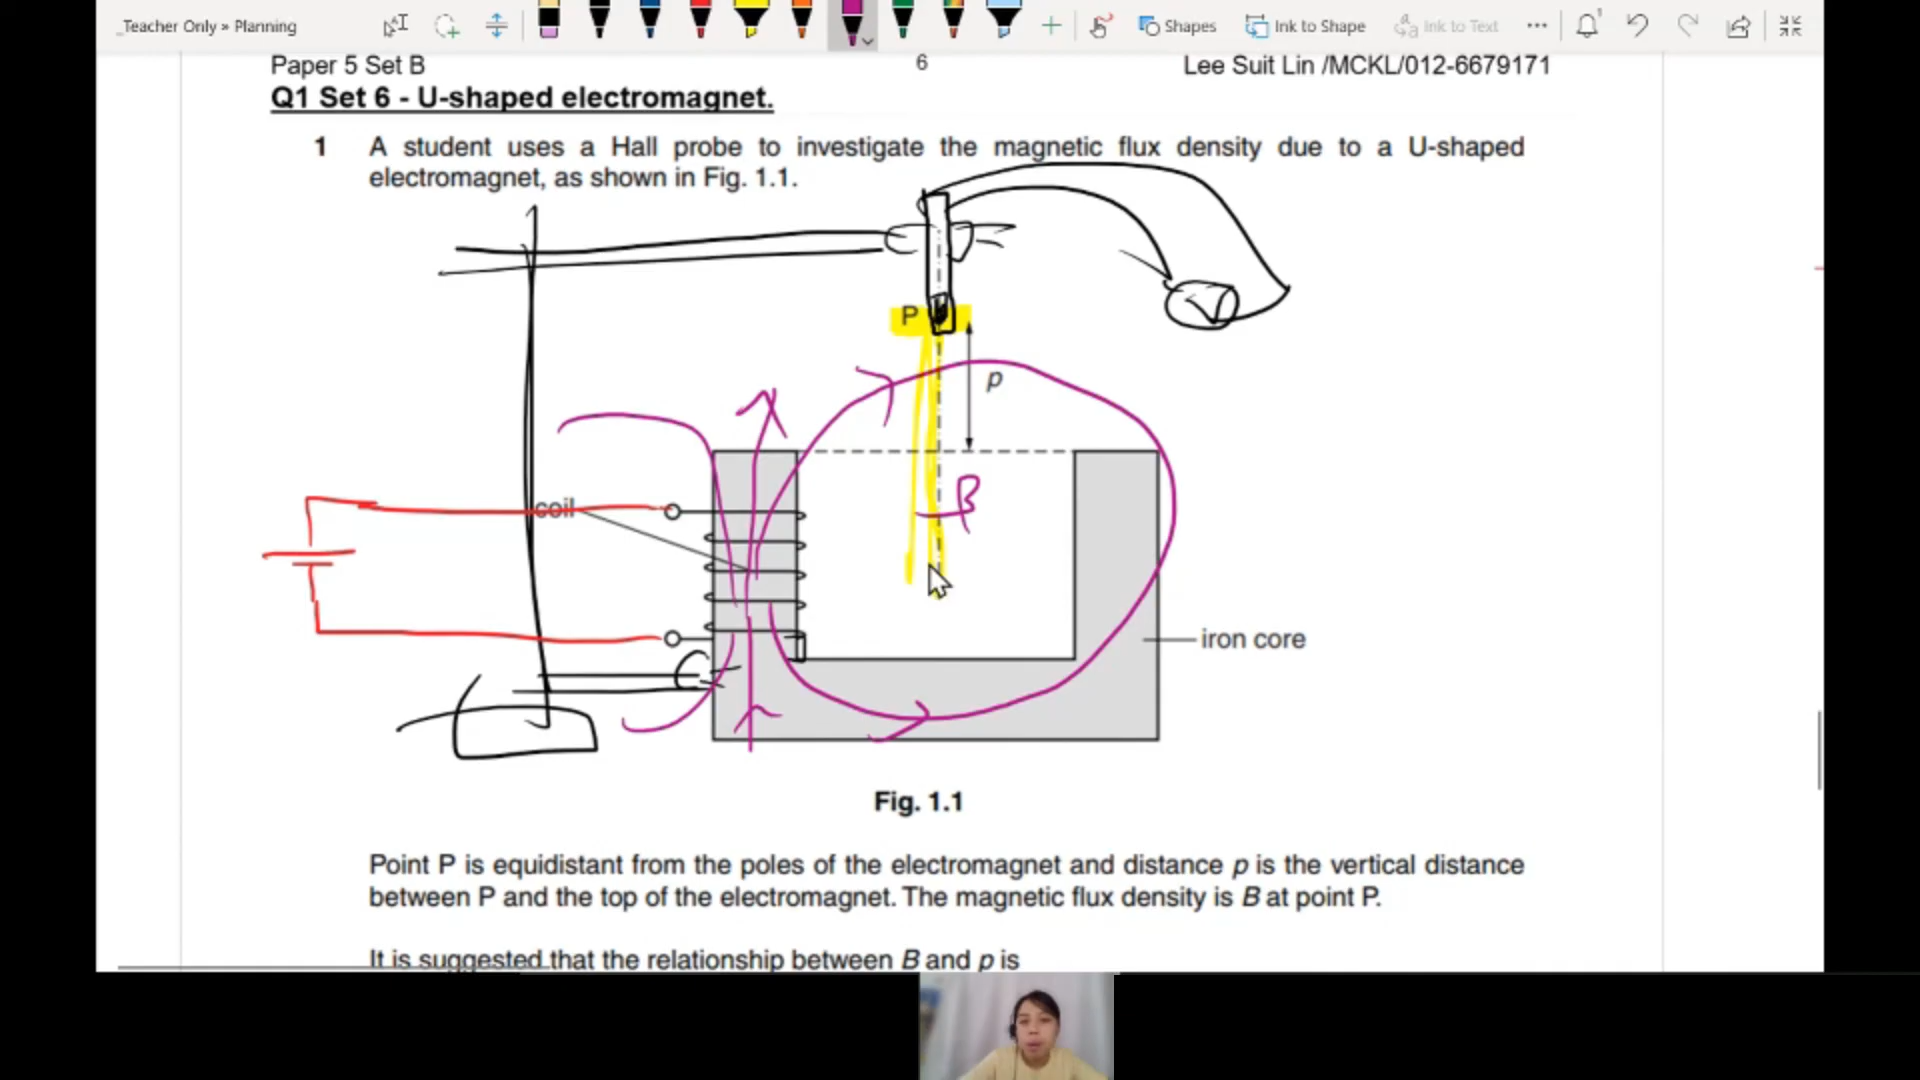 _Teacher Only » Planning
Shapes
Ink to Shape
Ink to Text
1
Paper 5 Set B
6
Lee Suit Lin /MCKL/012-6679171
Q1 Set 6 - U-shaped electromagnet.
1 A student uses a Hall probe to investigate the magnetic flux density due to a U-shaped
electromagnet, as shown in Fig. 1.1.
P
V
p
β
coil
iron core
Fig. 1.1
Point P is equidistant from the poles of the electromagnet and distance p is the vertical distance
between P and the top of the electromagnet. The magnetic flux density is B at point P.
It is suggested that the relationship between B and p is